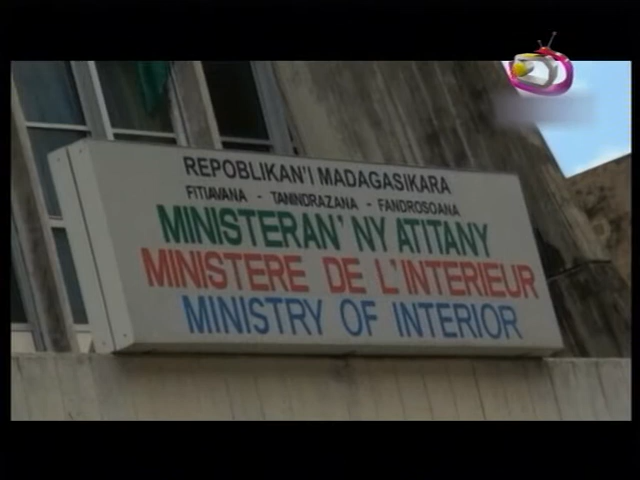 REPOBLIKAN'I MADAGASIKARA
FITIAVANA - TANINDRAZANA - FANDROSOANA
MINISTERAN' NY ATITANY
MINISTERE DE L'INTERIEUR
MINISTRY OF INTERIOR